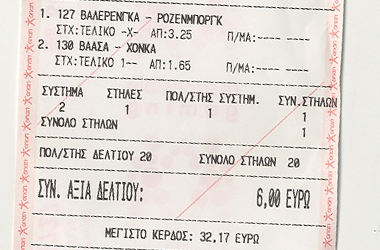 1. 127 ΒΑΛΕΡΕΝΓΚΑ - ΡΟΖΕΝΜΠΟΡΓΚ
ΣΤΧ:ΤΕΛΙΚΟ -Χ- ΑΠ:3.25 Π/ΜΑ:---- ----
2. 130 ΒΑΑΣΑ - ΧΟΝΚΑ
ΣΤΧ:ΤΕΛΙΚΟ 1-- ΑΠ:1.65 Π/ΜΑ:---- ----
ΣΥΣΤΗΜΑ ΣΤΗΛΕΣ ΠΟΛ/ΣΤΗΣ ΣΥΣΤΗΜ. ΣΥΝ.ΣΤΗΛΩΝ
2 1 1 1
ΣΥΝΟΛΟ ΣΤΗΛΩΝ 1
ΠΟΛ/ΣΤΗΣ ΔΕΛΤΙΟΥ 20 ΣΥΝΟΛΟ ΣΤΗΛΩΝ 20
ΣΥΝ. ΑΞΙΑ ΔΕΛΤΙΟΥ: 6,00 ΕΥΡΩ
ΜΕΓΙΣΤΟ ΚΕΡΔΟΣ: 32,17 ΕΥΡΩ